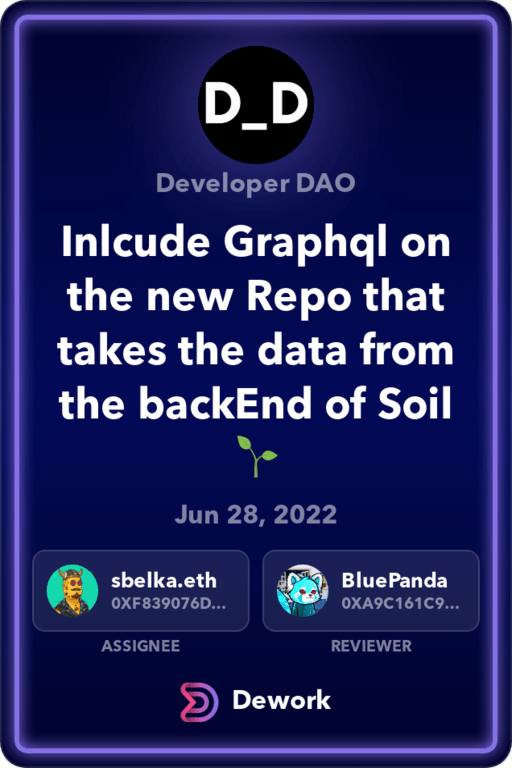 D_D
Developer DAO
Inlcude Graphql on
the new Repo that
takes the data from
the backEnd of Soil
🌱
Jun 28, 2022
sbelka.eth
0XF839076D...
ASSIGNEE
BluePanda
0XA9C161C9...
REVIEWER
Dework